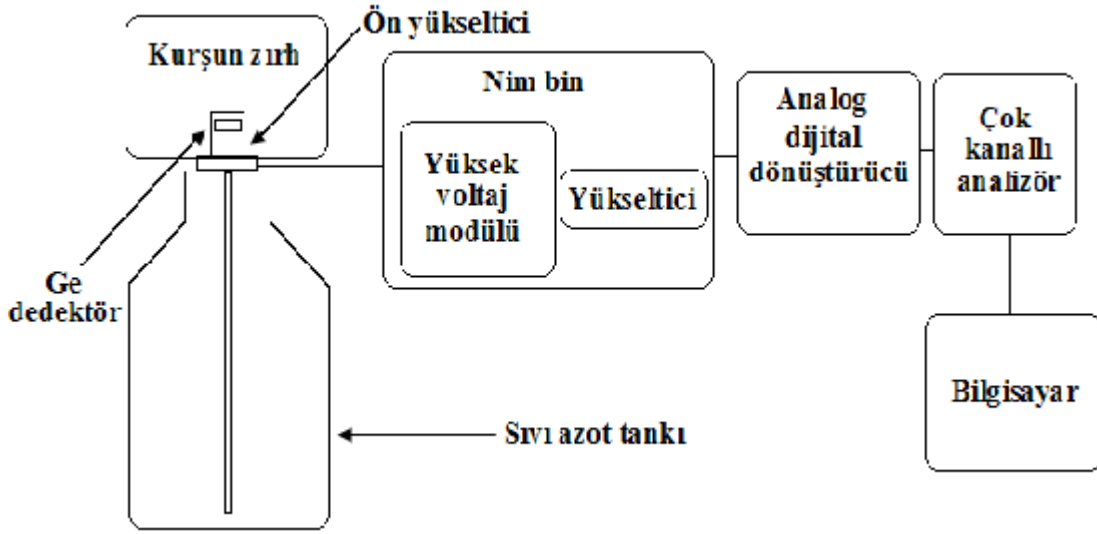 Ön yükseltici
Kurşun zırh
Nim bin
Analog
dijital
dönüştürücü
Çok
kanallı
analizör
Yüksek
voltaj
modülü
Yükseltici
Ge
dedektör
Bilgisayar
Sıvı azot tankı